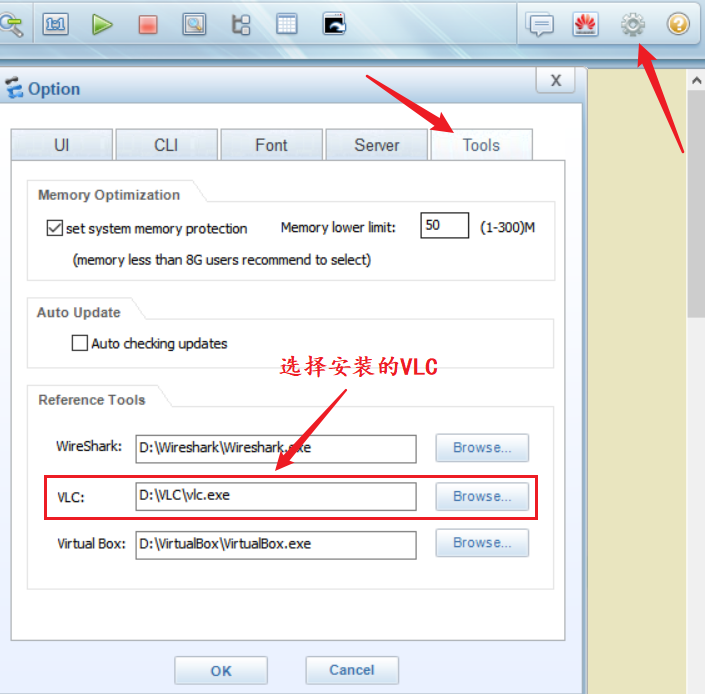 1:1
Option
X
UI
CLI
Font
Server
Tools
Memory Optimization
set system memory protection
Memory lower limit:
50
(1-300)M
(memory less than 8G users recommend to select)
Auto Update
Auto checking updates
选择安装的VLC
Reference Tools
WireShark:
D:\Wireshark\Wireshark.exe
Browse...
VLC:
D:\VLC\vlc.exe
Browse...
Virtual Box:
D:\VirtualBox\VirtualBox.exe
Browse...
OK
Cancel